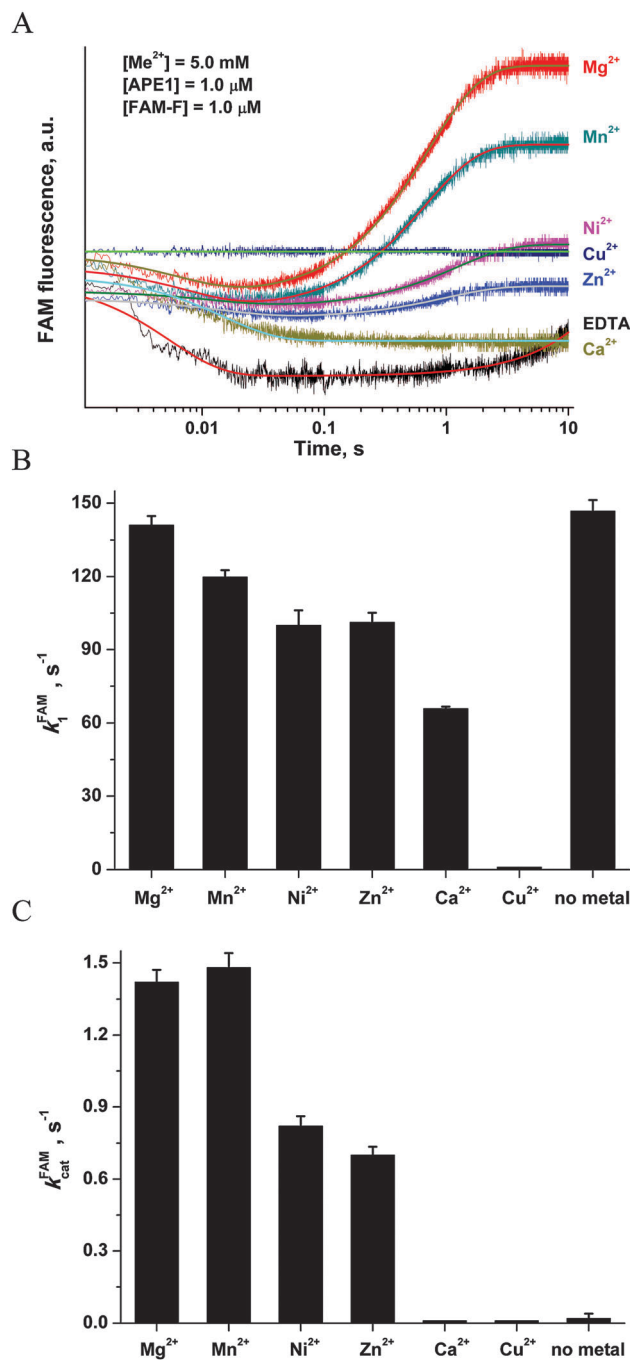 A
[Me²⁺] = 5.0 mM
[APE1] = 1.0 μM
[FAM-F] = 1.0 μM
Mg²⁺
Mn²⁺
Ni²⁺
Cu²⁺
Zn²⁺
EDTA
Ca²⁺
FAM fluorescence, a.u.
0.01 0.1 1 10
Time, s
B
150
120
90
60
30
0
k₁ᶠᴬᴹ, s⁻¹
Mg²⁺ Mn²⁺ Ni²⁺ Zn²⁺ Ca²⁺ Cu²⁺ no metal
C
1.5
1.2
0.9
0.6
0.3
0.0
k_cat^FAM, s⁻¹
Mg²⁺ Mn²⁺ Ni²⁺ Zn²⁺ Ca²⁺ Cu²⁺ no metal